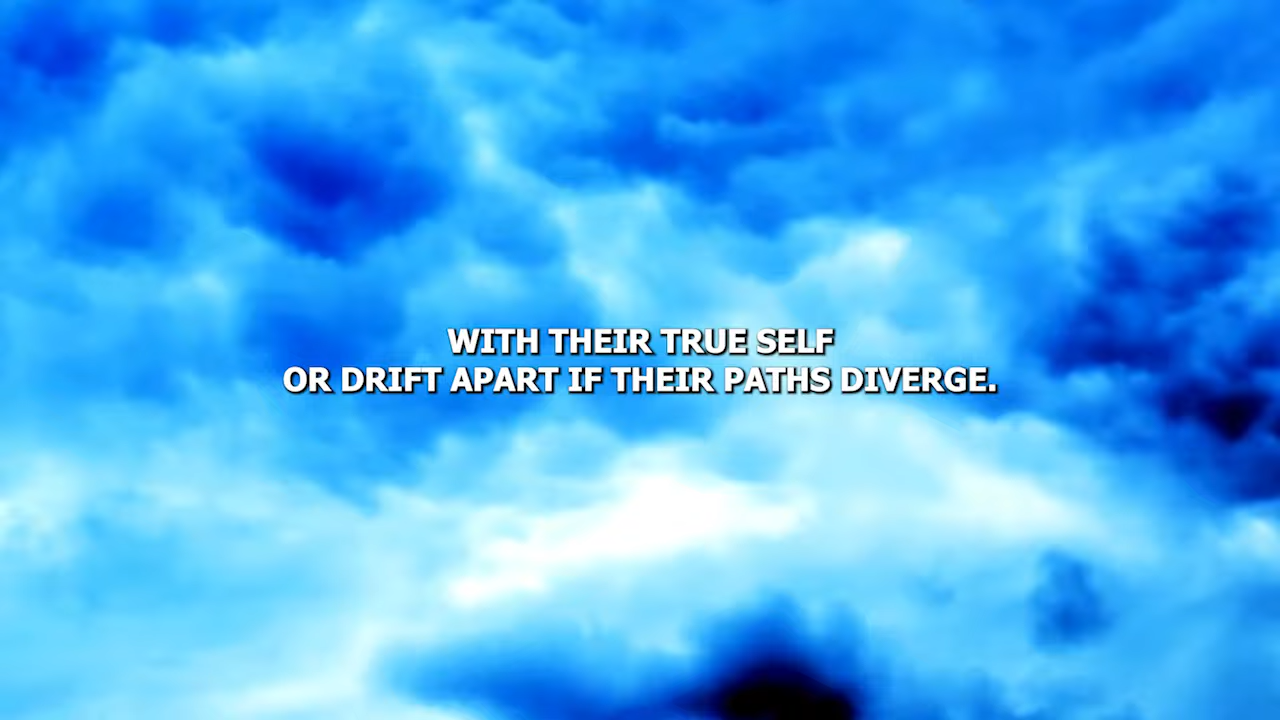 WITH THEIR TRUE SELF
OR DRIFT APART IF THEIR PATHS DIVERGE.